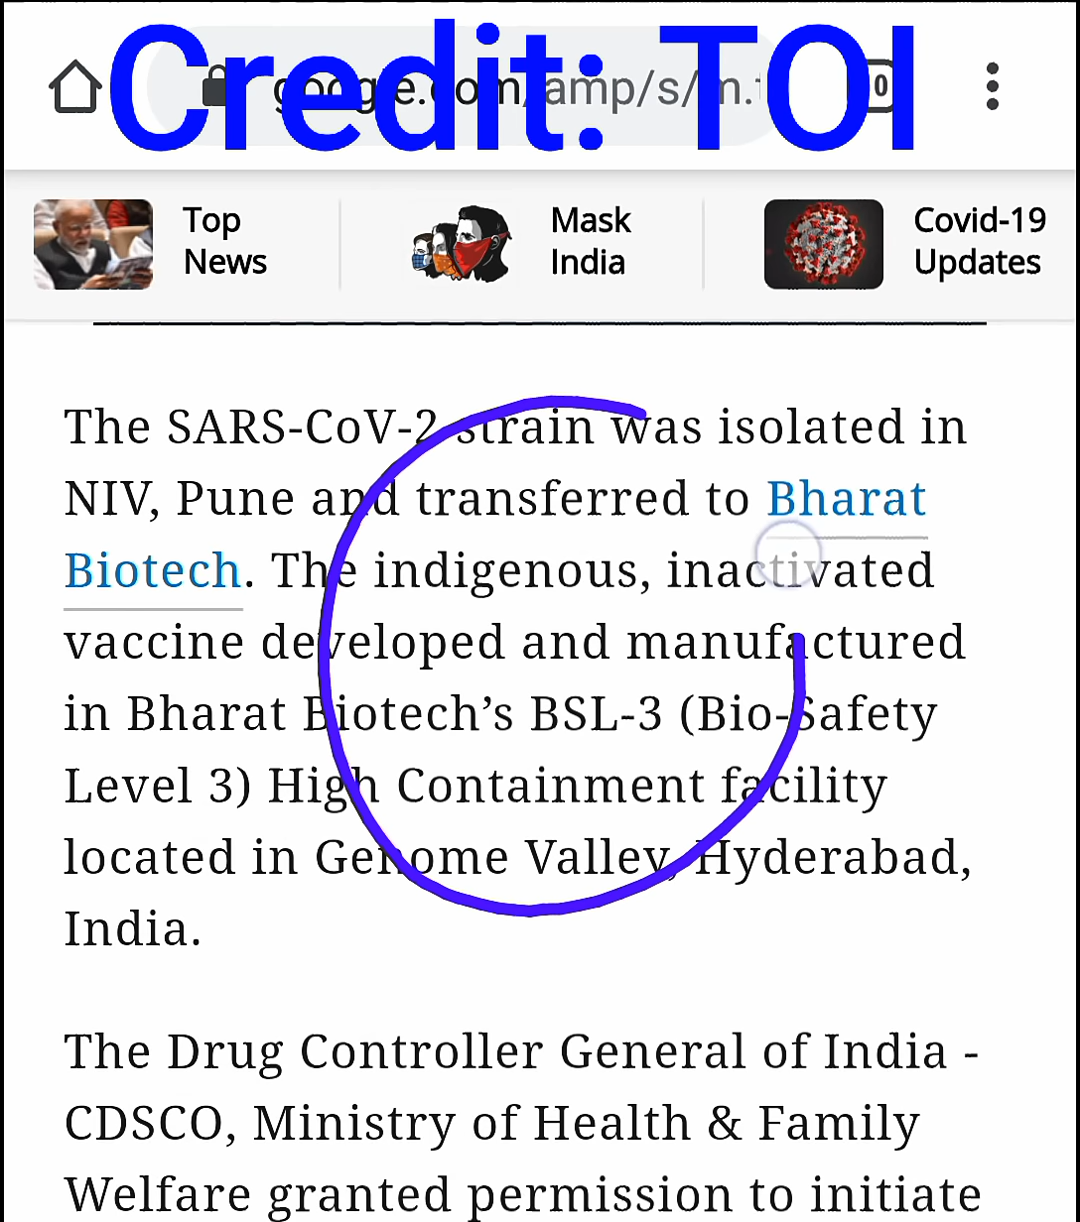 Credit: TOI
google.com/amp/s/m.
Top
News
Mask
India
Covid-19
Updates
The SARS-CoV-2 strain was isolated in
NIV, Pune and transferred to Bharat
Biotech. The indigenous, inactivated
vaccine developed and manufactured
in Bharat Biotech’s BSL-3 (Bio-Safety
Level 3) High Containment facility
located in Genome Valley, Hyderabad,
India.
The Drug Controller General of India -
CDSCO, Ministry of Health & Family
Welfare granted permission to initiate